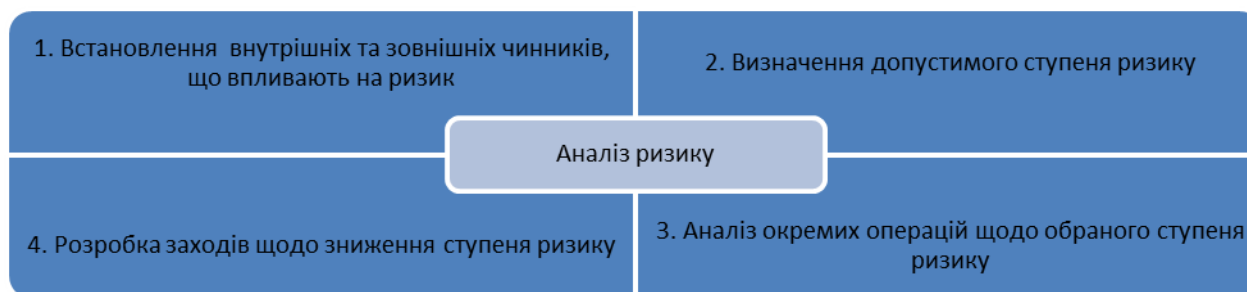 1. Встановлення внутрішніх та зовнішніх чинників,
що впливають на ризик
2. Визначення допустимого ступеня ризику
Аналіз ризику
4. Розробка заходів щодо зниження ступеня ризику
3. Аналіз окремих операцій щодо обраного ступеня
ризику